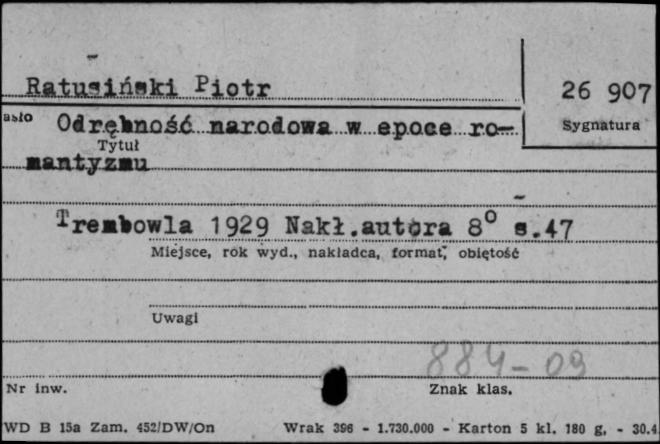 Ratusiński Piotr
26 907
asło
Sygnatura
Odrębność narodowa w epoce ro-
Tytuł
mantyzmu
Trembowla 1929 Nakł.autora 8° s.47
Miejsce, rok wyd., nakładca, format, objętość
Uwagi
884-09
Nr inw.
Znak klas.
WD B 15a Zam. 452/DW/On Wrak 396 - 1.730.000 - Karton 5 kl. 180 g. - 30.4